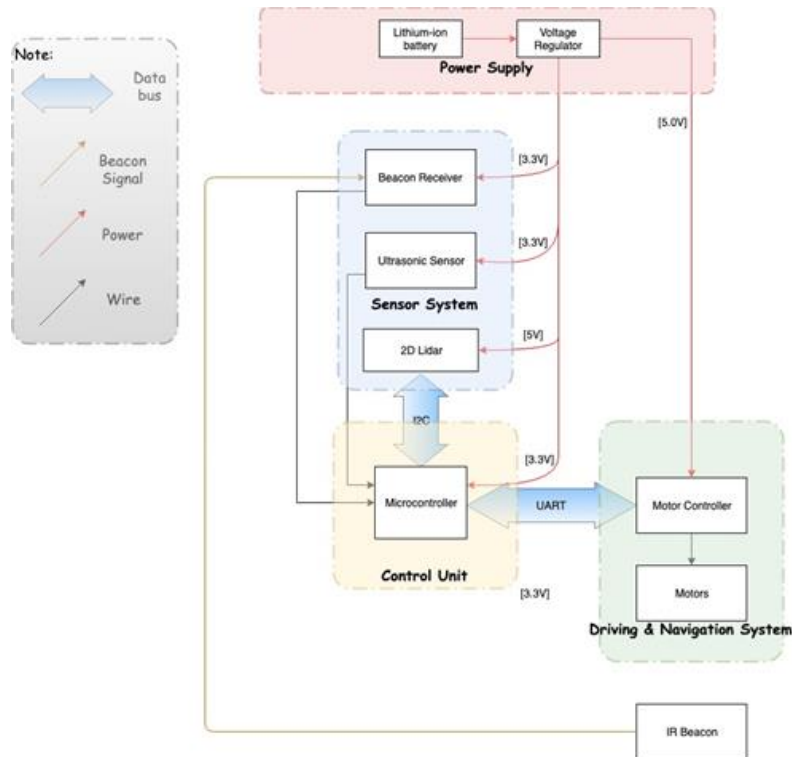 Note:
Data
bus
Beacon
Signal
Power
Wire
Lithium-ion
battery
Voltage
Regulator
Power Supply
[5.0V]
[3.3V]
Beacon Receiver
[3.3V]
Ultrasonic Sensor
Sensor System
[5V]
2D Lidar
I2C
[3.3V]
Microcontroller
UART
Motor Controller
Control Unit
[3.3V]
Motors
Driving & Navigation System
IR Beacon